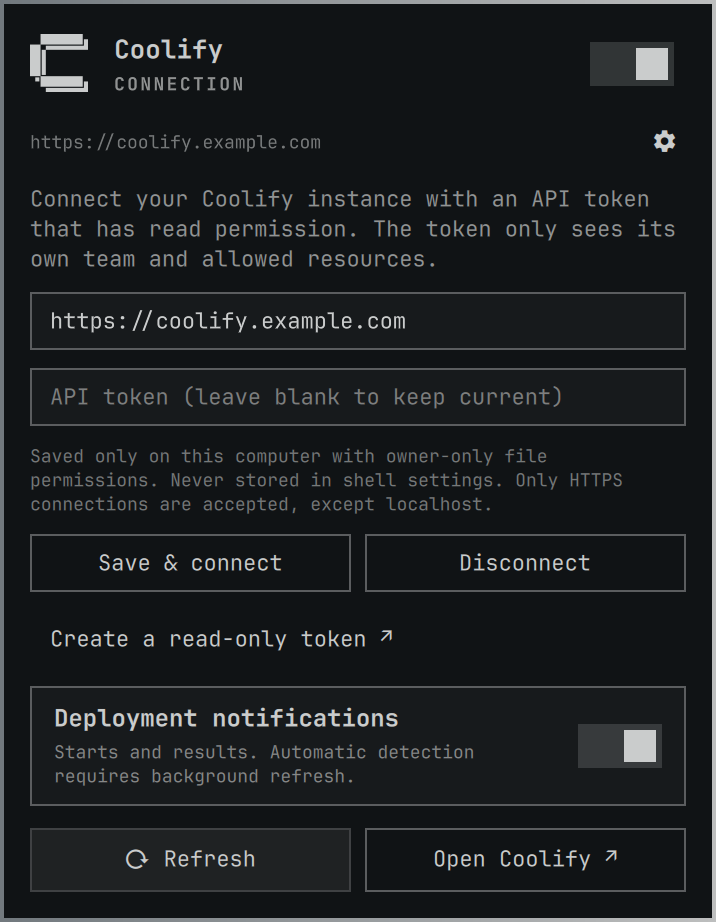 Coolify
CONNECTION
https://coolify.example.com
Connect your Coolify instance with an API token
that has read permission. The token only sees its
own team and allowed resources.
https://coolify.example.com
API token (leave blank to keep current)
Saved only on this computer with owner-only file
permissions. Never stored in shell settings. Only HTTPS
connections are accepted, except localhost.
Save & connect
Disconnect
Create a read-only token ↗
Deployment notifications
Starts and results. Automatic detection
requires background refresh.
⟳ Refresh
Open Coolify ↗